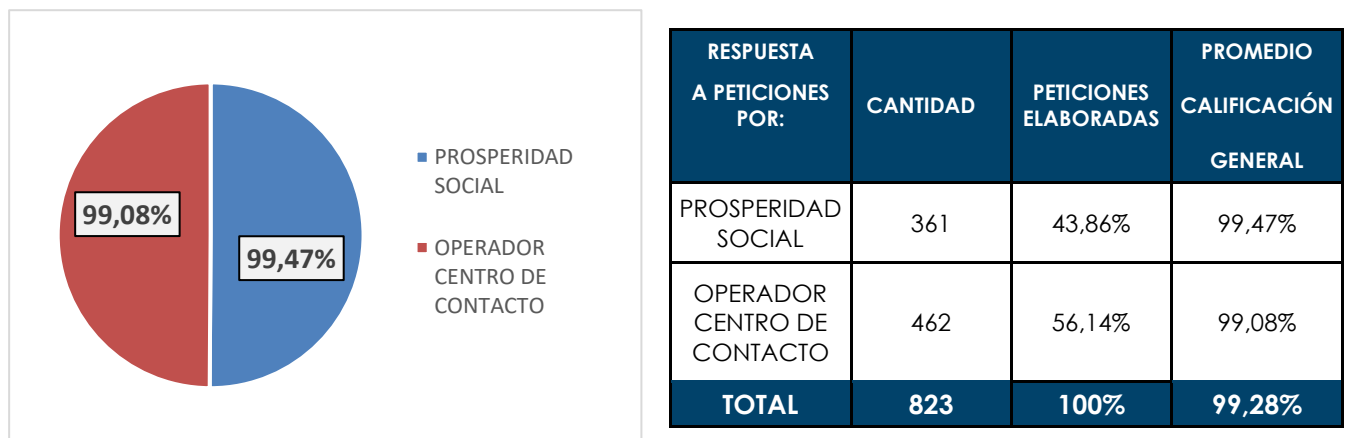 99,08%
99,47%
PROSPERIDAD
SOCIAL
OPERADOR
CENTRO DE
CONTACTO
RESPUESTA
A PETICIONES
POR:
CANTIDAD
PETICIONES
ELABORADAS
PROMEDIO
CALIFICACIÓN
GENERAL
PROSPERIDAD
SOCIAL
361
43,86%
99,47%
OPERADOR
CENTRO DE
CONTACTO
462
56,14%
99,08%
TOTAL
823
100%
99,28%